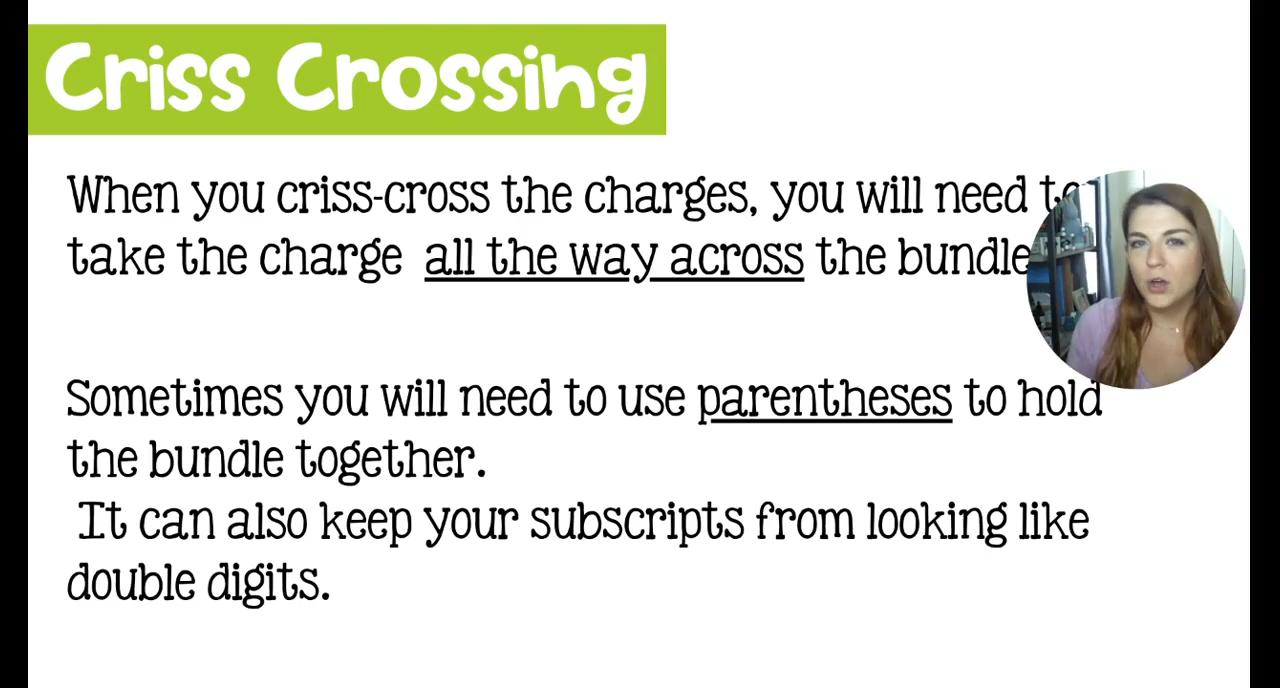 Criss Crossing
When you criss-cross the charges, you will need to
take the charge all the way across the bundle
Sometimes you will need to use parentheses to hold
the bundle together.
It can also keep your subscripts from looking like
double digits.